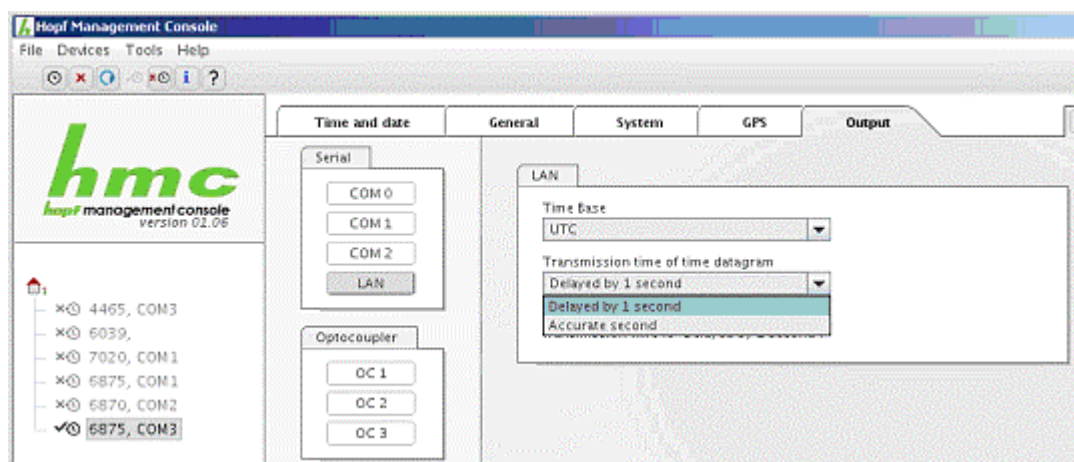 Hopf Management Console
File Devices Tools Help
Time and date General System GPS Output
hmc
hopf management console
version 01.06
1
4465, COM3
6039,
7020, COM1
6875, COM1
6870, COM2
6875, COM3
Serial
COM 0
COM 1
COM 2
LAN
Optocoupler
OC 1
OC 2
OC 3
LAN
Time Base
UTC
Transmission time of time datagram
Delayed by 1 second
Delayed by 1 second
Accurate second